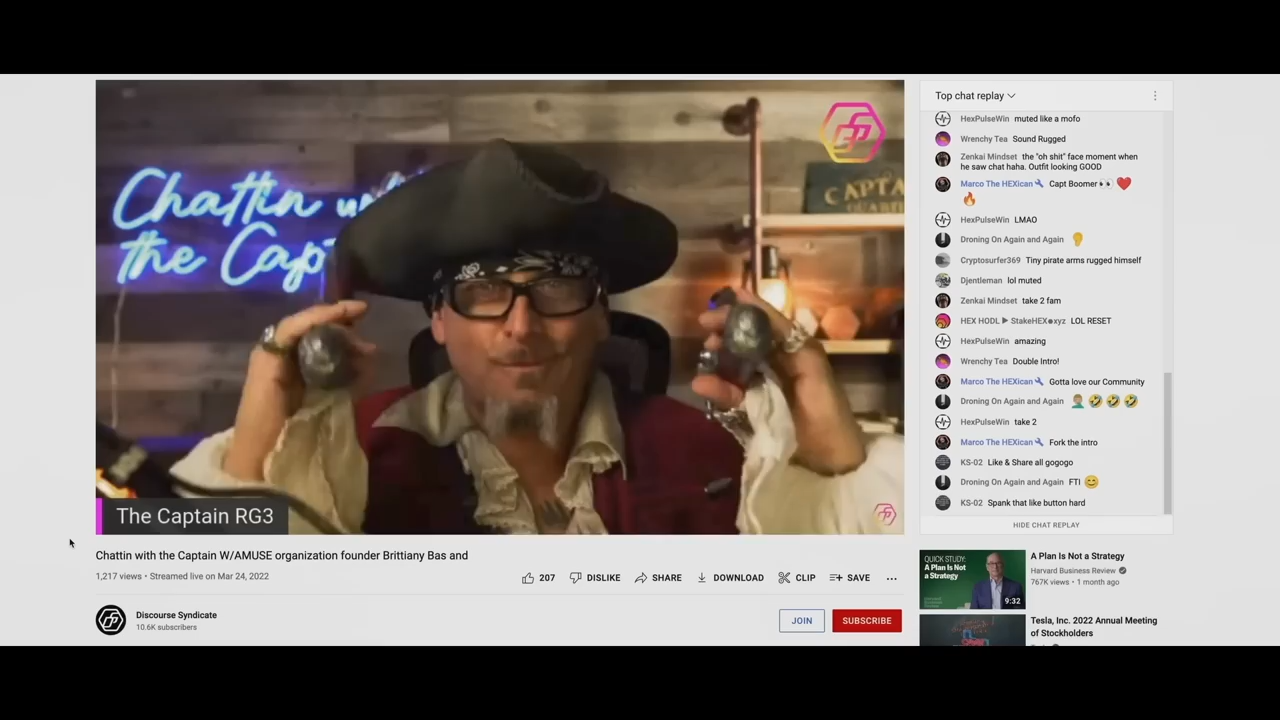 Chattin w
the Cap
CAPTA
The Captain RG3
Chattin with the Captain W/AMUSE organization founder Brittiany Bas and
1,217 views • Streamed live on Mar 24, 2022
207
DISLIKE
SHARE
DOWNLOAD
CLIP
SAVE
Discourse Syndicate
10.6K subscribers
JOIN
SUBSCRIBE
Top chat replay
HexPulseWin muted like a mofo
Wrenchy Tea Sound Rugged
Zenkai Mindset the "oh shit" face moment when
he saw chat haha. Outfit looking GOOD
Marco The HEXican Capt Boomer 👀 ❤️
🔥
HexPulseWin LMAO
Droning On Again and Again
Cryptosurfer369 Tiny pirate arms rugged himself
Djentleman lol muted
Zenkai Mindset take 2 fam
HEX HODL ▶ StakeHEX●xyz LOL RESET
HexPulseWin amazing
Wrenchy Tea Double Intro!
Marco The HEXican Gotta love our Community
Droning On Again and Again 🤦🏼‍♂️ 🤣 🤣 🤣
HexPulseWin take 2
Marco The HEXican Fork the intro
KS-02 Like & Share all gogogo
Droning On Again and Again FTI 😊
KS-02 Spank that like button hard
HIDE CHAT REPLAY
QUICK STUDY:
A Plan Is Not
a Strategy
9:32
A Plan Is Not a Strategy
Harvard Business Review
767K views • 1 month ago
Tesla, Inc. 2022 Annual Meeting
of Stockholders